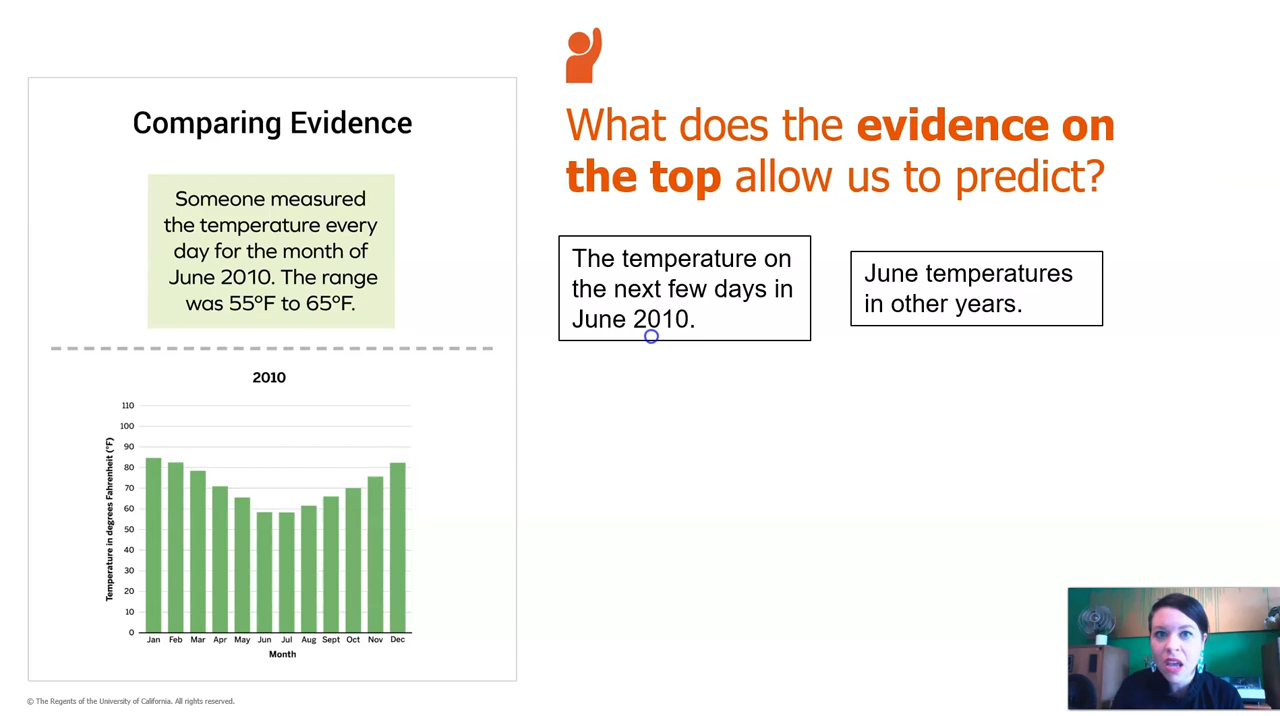 Comparing Evidence
Someone measured
the temperature every
day for the month of
June 2010. The range
was 55°F to 65°F.
2010
Temperature in degrees Fahrenheit (°F)
110
100
90
80
70
60
50
40
30
20
10
0
Jan Feb Mar Apr May Jun Jul Aug Sept Oct Nov Dec
Month
What does the evidence on
the top allow us to predict?
The temperature on
the next few days in
June 2010.
June temperatures
in other years.
© The Regents of the University of California. All rights reserved.